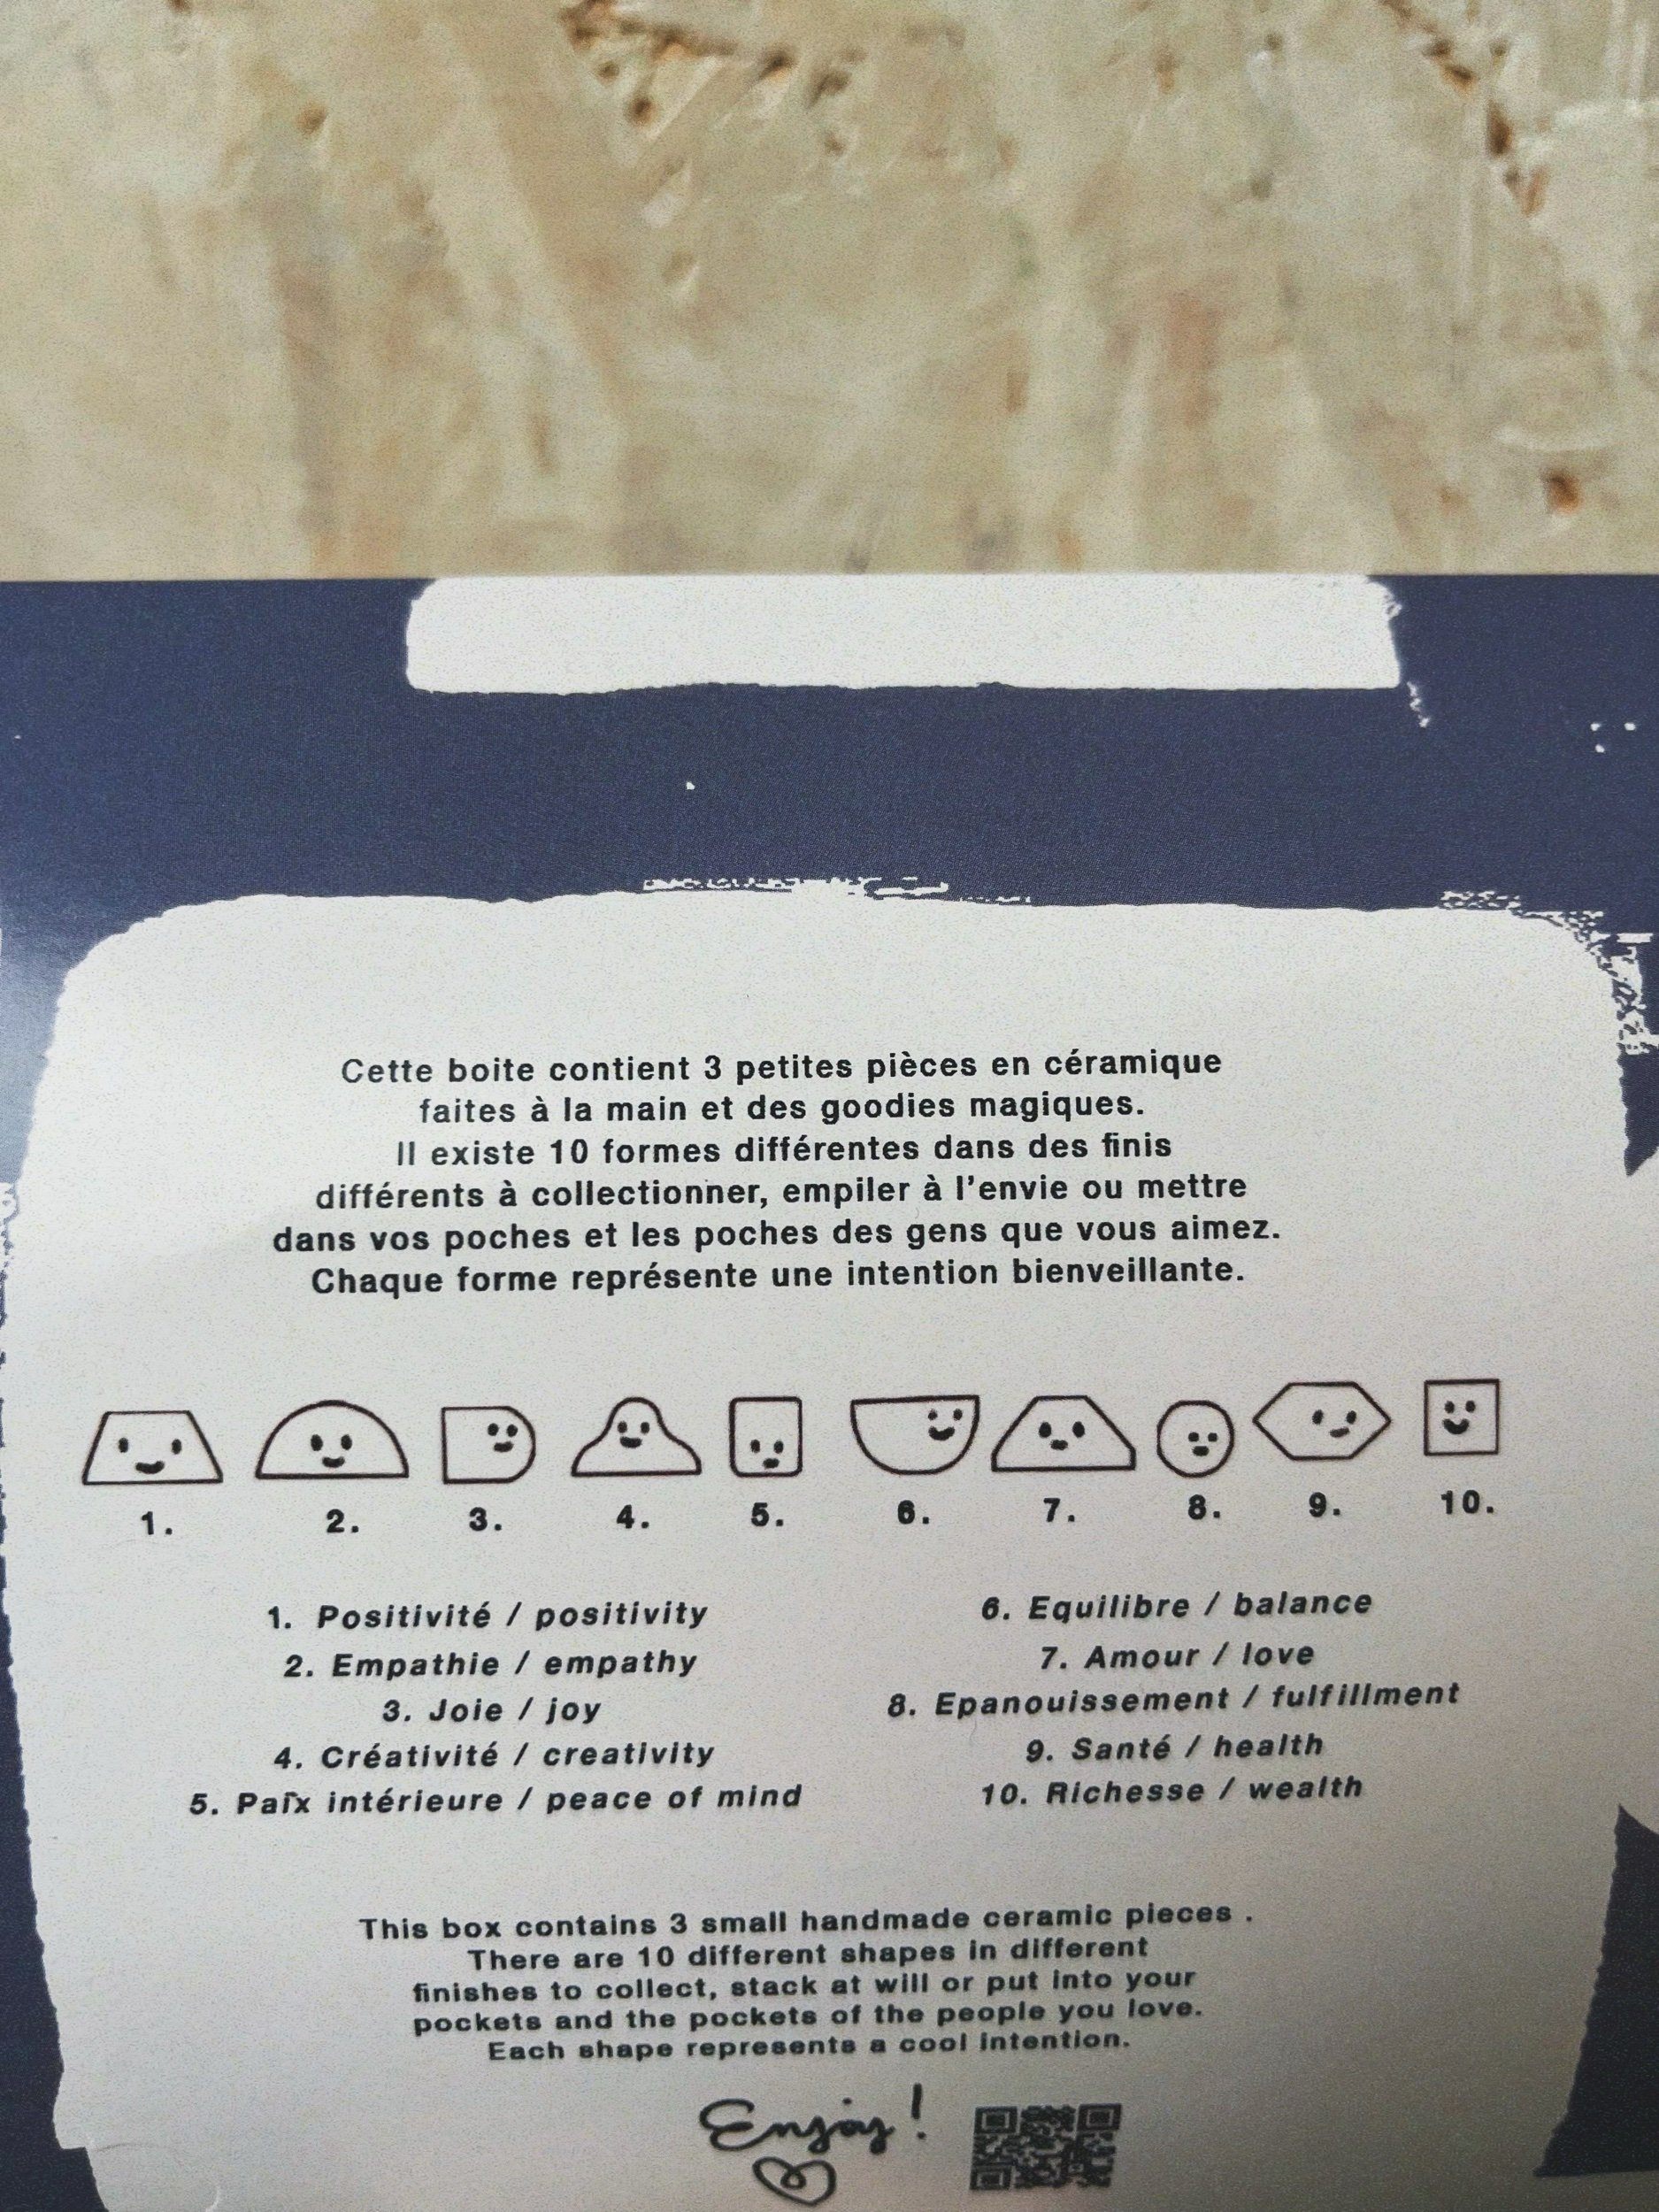 Cette boite contient 3 petites pièces en céramique
faites à la main et des goodies magiques.
Il existe 10 formes différentes dans des finis
différents à collectionner, empiler à l'envie ou mettre
dans vos poches et les poches des gens que vous aimez.
Chaque forme représente une intention bienveillante.
1. 2. 3. 4. 5. 6. 7. 8. 9. 10.
1. Positivité / positivity
2. Empathie / empathy
3. Joie / joy
4. Créativité / creativity
5. Paîx intérieure / peace of mind
6. Equilibre / balance
7. Amour / love
8. Epanouissement / fulfillment
9. Santé / health
10. Richesse / wealth
This box contains 3 small handmade ceramic pieces .
There are 10 different shapes in different
finishes to collect, stack at will or put into your
pockets and the pockets of the people you love.
Each shape represents a cool intention.
Enjoy !